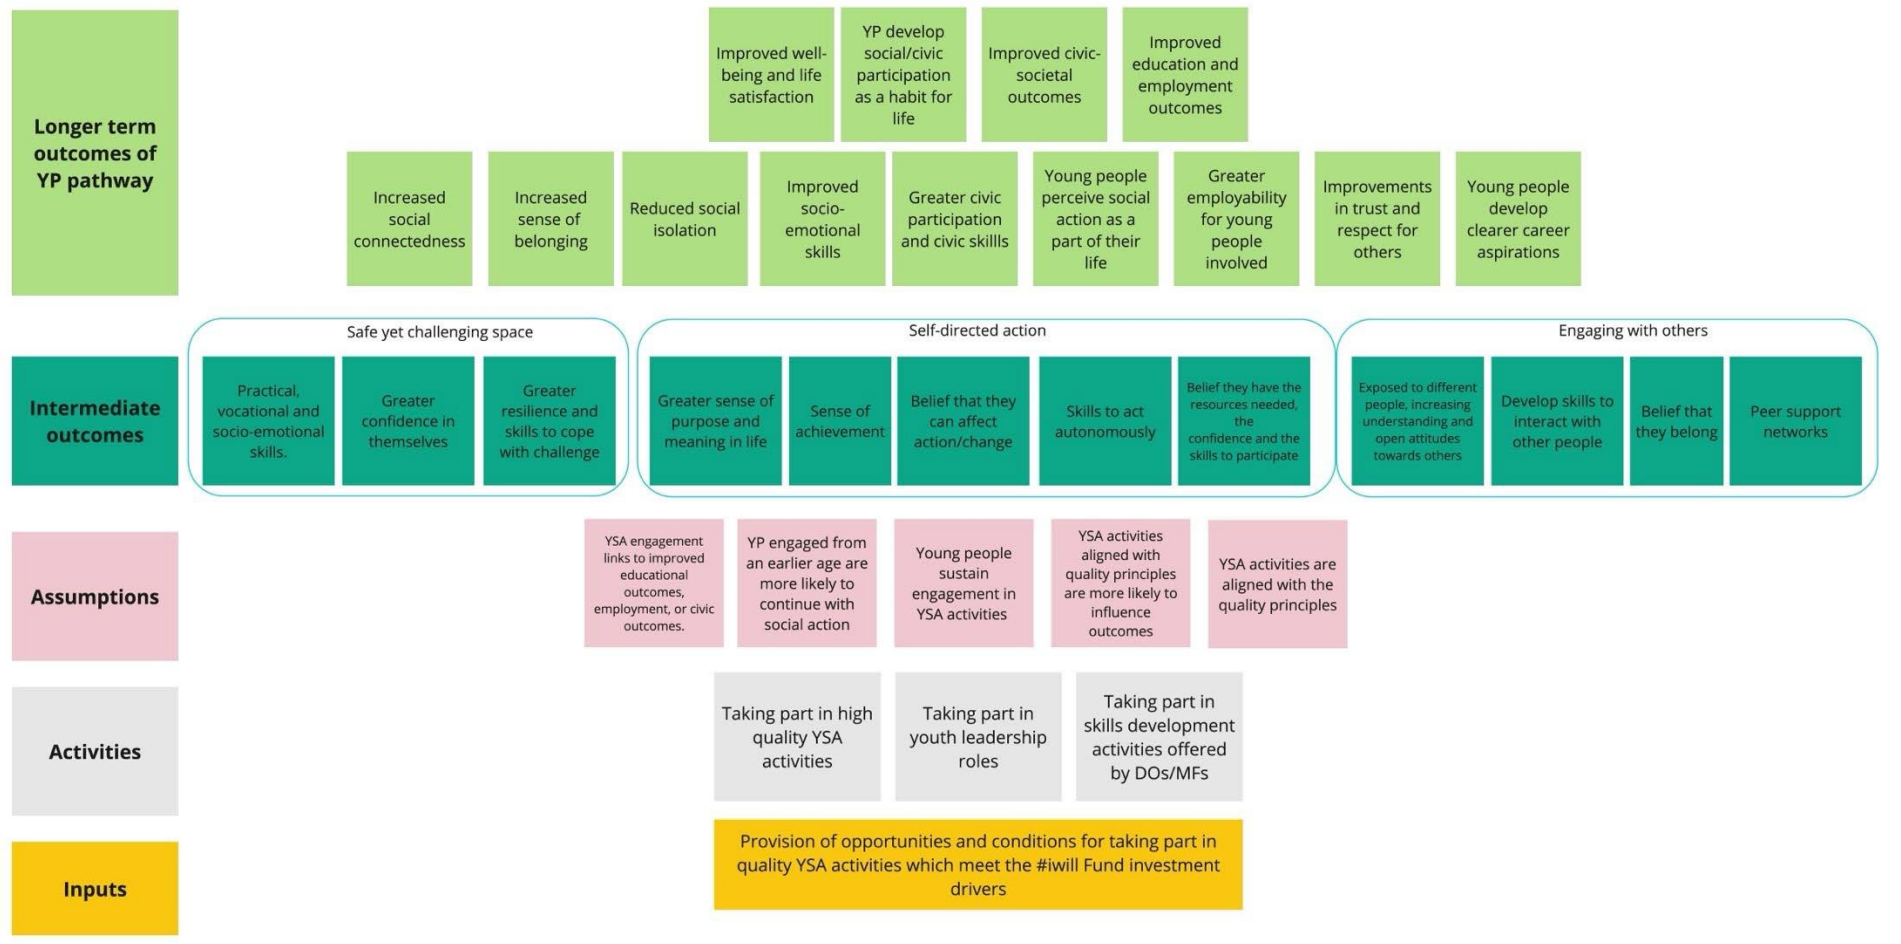 Longer term
outcomes of
YP pathway
Improved well-
being and life
satisfaction
YP develop
social/civic
participation
as a habit for
life
Improved civic-
societal
outcomes
Improved
education and
employment
outcomes
Increased
social
connectedness
Increased
sense of
belonging
Reduced social
isolation
Improved
socio-
emotional
skills
Greater civic
participation
and civic skillls
Young people
perceive social
action as a
part of their
life
Greater
employability
for young
people
involved
Improvements
in trust and
respect for
others
Young people
develop
clearer career
aspirations
Intermediate
outcomes
Safe yet challenging space
Practical,
vocational and
socio-emotional
skills.
Greater
confidence in
themselves
Greater
resilience and
skills to cope
with challenge
Self-directed action
Greater sense of
purpose and
meaning in life
Sense of
achievement
Belief that they
can affect
action/change
Skills to act
autonomously
Belief they have the
resources needed,
the
confidence and the
skills to participate
Engaging with others
Exposed to different
people, increasing
understanding and
open attitudes
towards others
Develop skills to
interact with
other people
Belief that
they belong
Peer support
networks
Assumptions
YSA engagement
links to improved
educational
outcomes,
employment, or civic
outcomes.
YP engaged from
an earlier age are
more likely to
continue with
social action
Young people
sustain
engagement in
YSA activities
YSA activities
aligned with
quality principles
are more likely to
influence
outcomes
YSA activities are
aligned with the
quality principles
Activities
Taking part in high
quality YSA
activities
Taking part in
youth leadership
roles
Taking part in
skills development
activities offered
by DOs/MFs
Inputs
Provision of opportunities and conditions for taking part in
quality YSA activities which meet the #iwill Fund investment
drivers